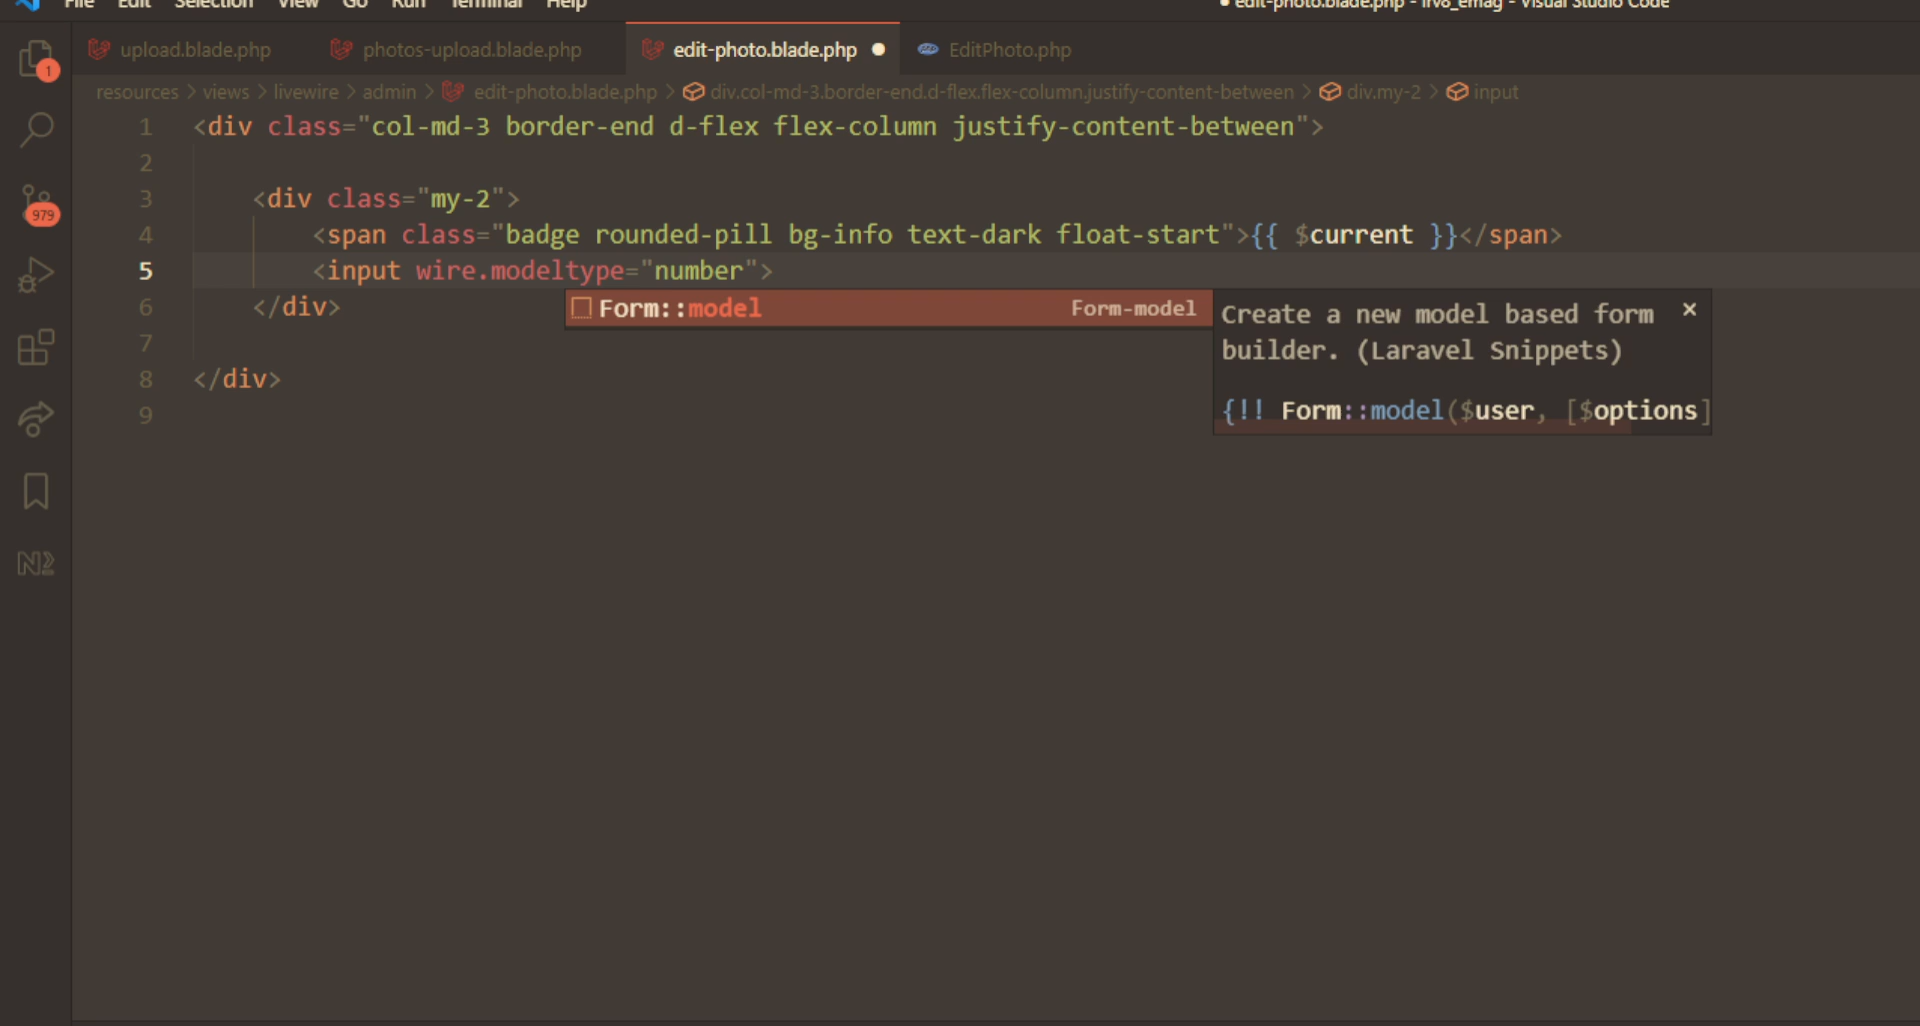 File Edit Selection View Go Run Terminal Help
● edit-photo.blade.php - lrv8_emag - Visual Studio Code
upload.blade.php photos-upload.blade.php edit-photo.blade.php ● EditPhoto.php
resources > views > livewire > admin > edit-photo.blade.php > div.col-md-3.border-end.d-flex.flex-column.justify-content-between > div.my-2 > input
1
979
1 <div class="col-md-3 border-end d-flex flex-column justify-content-between">
2
3 <div class="my-2">
4 <span class="badge rounded-pill bg-info text-dark float-start">{{ $current }}</span>
5 <input wire.modeltype="number">
6 </div>
7
8 </div>
9
Form::model Form-model
Create a new model based form
builder. (Laravel Snippets)
{!! Form::model($user, [$options]